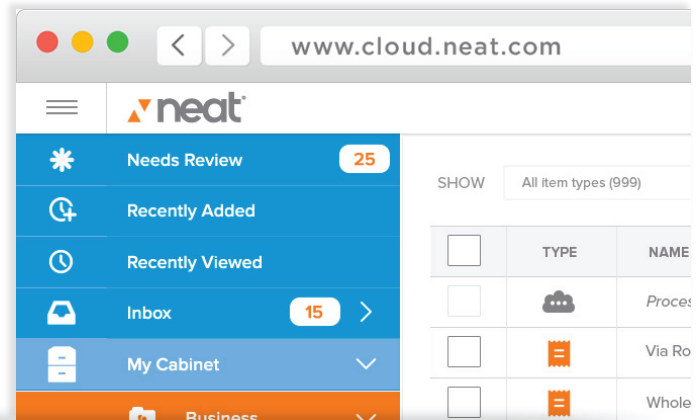 www.cloud.neat.com
neat
Needs Review 25
SHOW All item types (999)
Recently Added
TYPE NAME
Recently Viewed
Inbox 15
Proces
My Cabinet
Via Ro
Business
Whole